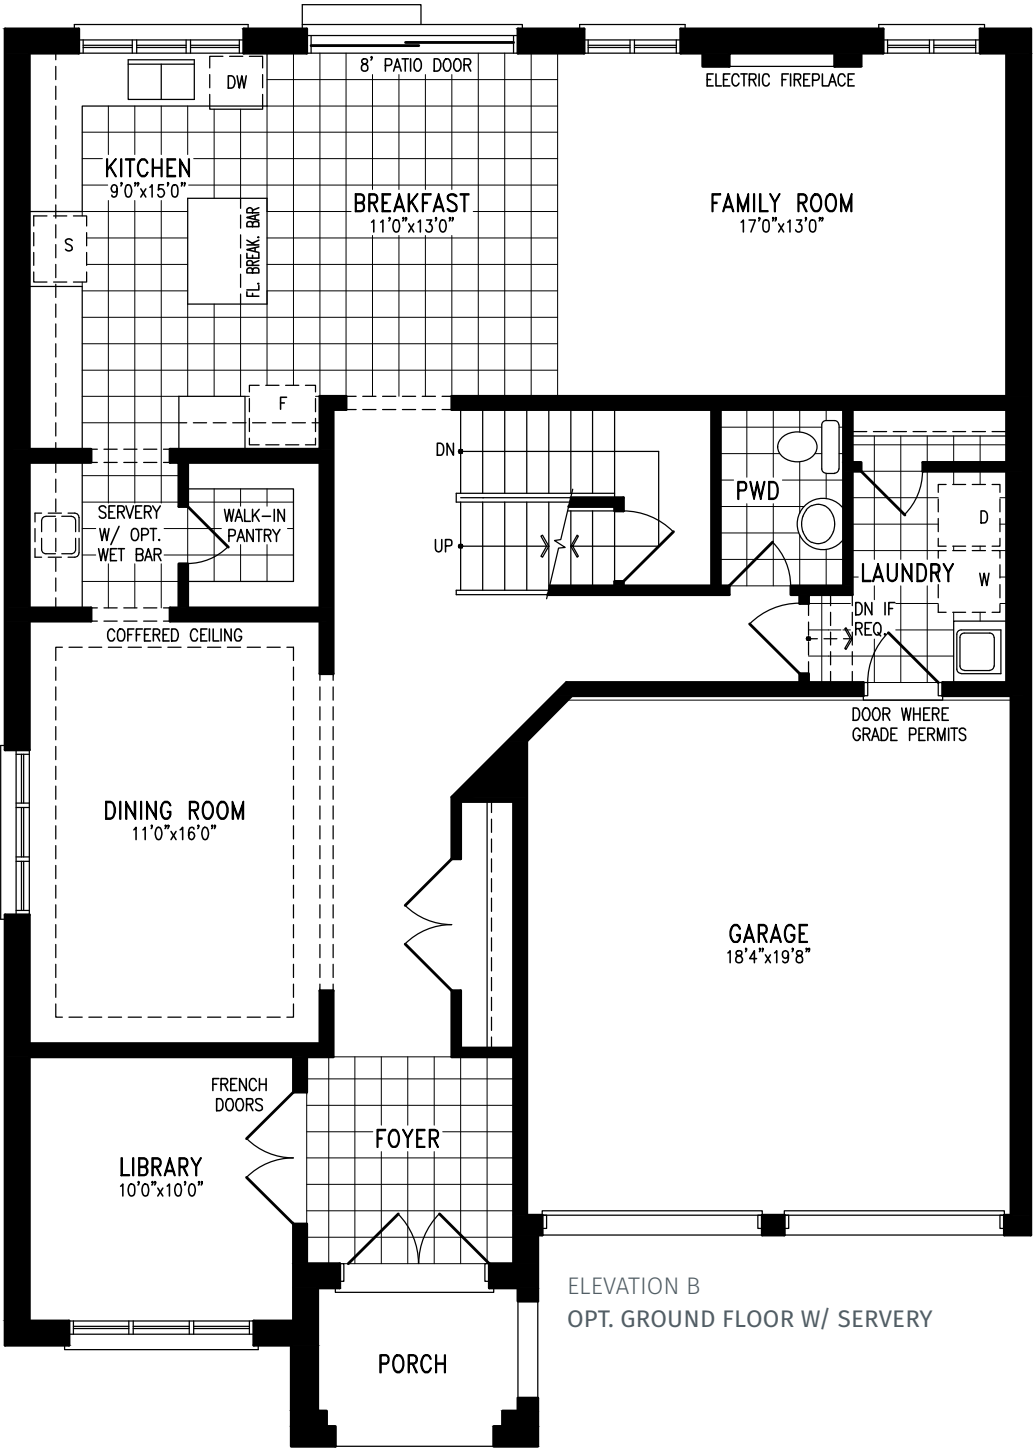 8' PATIO DOOR
DW
ELECTRIC FIREPLACE
KITCHEN
9'0"x15'0"
BREAKFAST
11'0"x13'0"
FAMILY ROOM
17'0"x13'0"
S
FL. BREAK. BAR
F
DN
PWD
SERVERY
W/ OPT.
WET BAR
WALK-IN
PANTRY
UP
D
W
LAUNDRY
DN IF
REQ.
COFFERED CEILING
DOOR WHERE
GRADE PERMITS
DINING ROOM
11'0"x16'0"
GARAGE
18'4"x19'8"
FRENCH
DOORS
FOYER
LIBRARY
10'0"x10'0"
ELEVATION B
OPT. GROUND FLOOR W/ SERVERY
PORCH